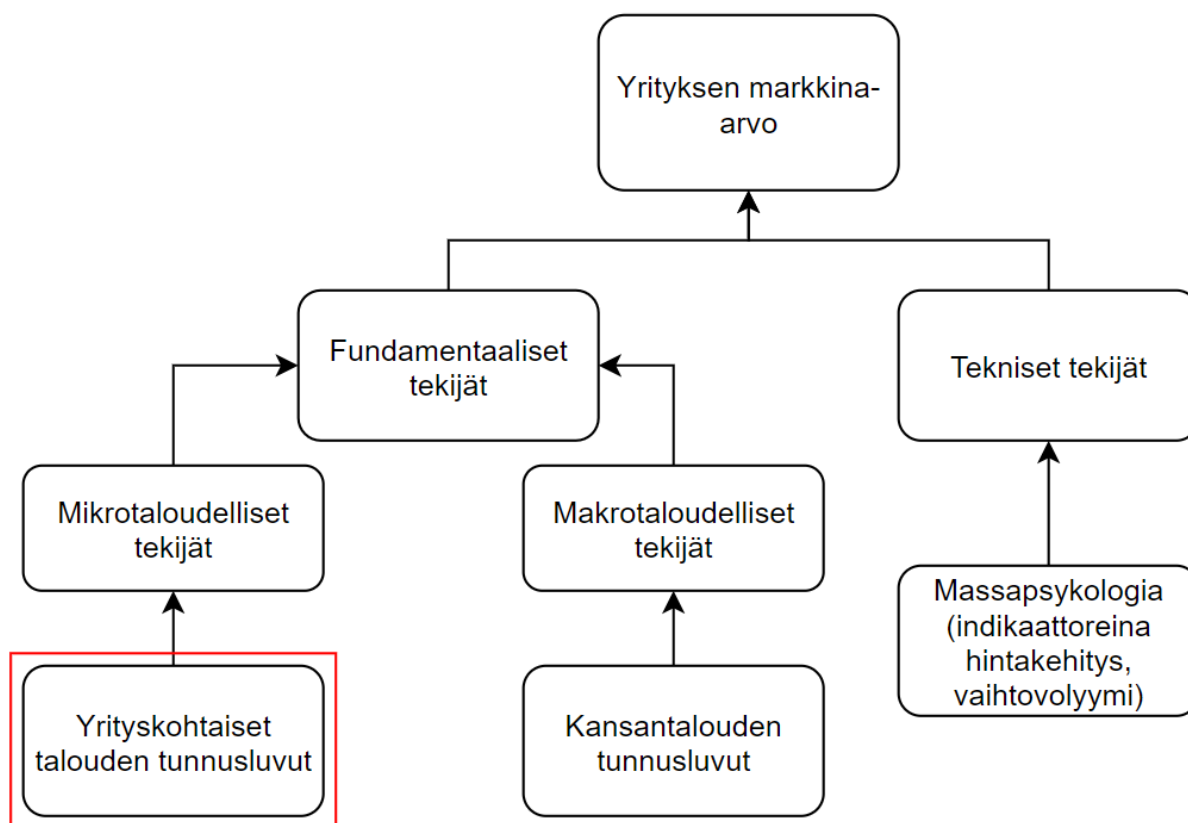 Yrityksen markkina-
arvo
Fundamentaaliset
tekijät
Tekniset tekijät
Mikrotaloudelliset
tekijät
Makrotaloudelliset
tekijät
Massapsykologia
(indikaattoreina
hintakehitys,
vaihtovolyymi)
Yrityskohtaiset
talouden tunnusluvut
Kansantalouden
tunnusluvut